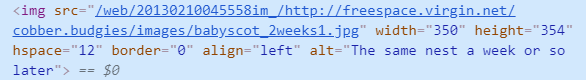 <img src="/web/20130210045558im_/http://freespace.virgin.net/
cobber.budgies/images/babyscot_2weeks1.jpg" width="350" height="354"
hspace="12" border="0" align="left" alt="The same nest a week or so
later"> == $0